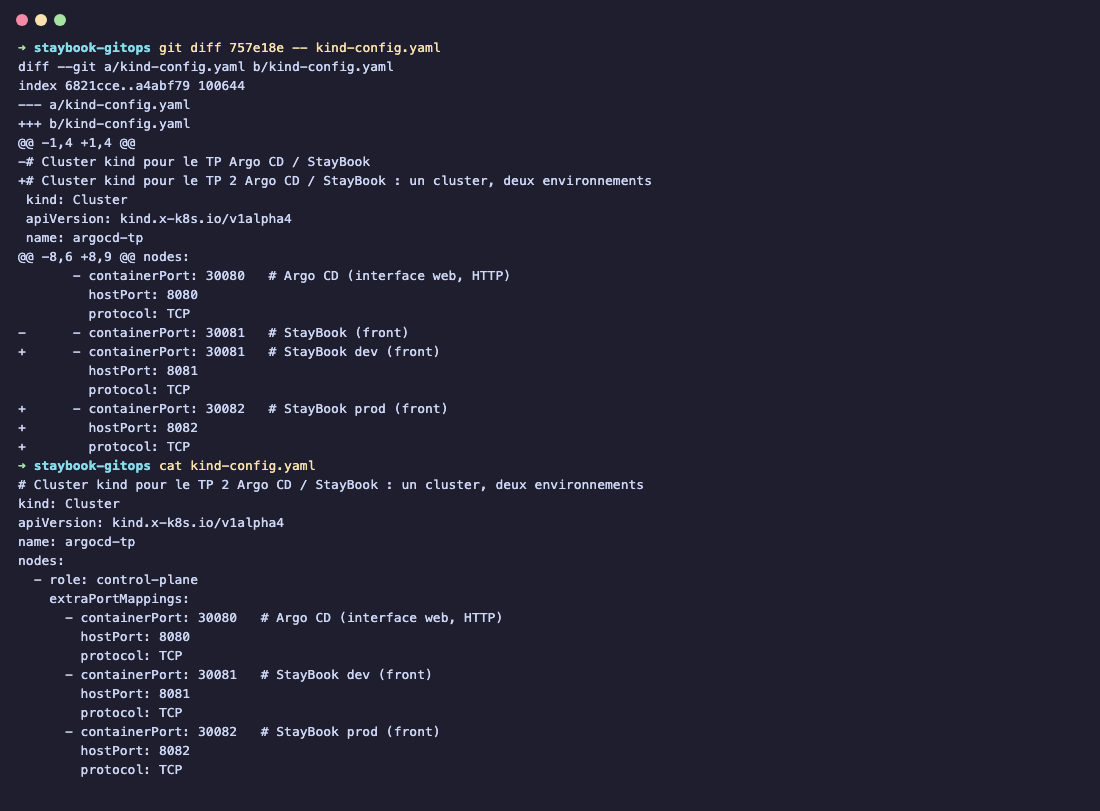 ➜ staybook-gitops git diff 757e18e -- kind-config.yaml
diff --git a/kind-config.yaml b/kind-config.yaml
index 6821cce..a4abf79 100644
--- a/kind-config.yaml
+++ b/kind-config.yaml
@@ -1,4 +1,4 @@
-# Cluster kind pour le TP Argo CD / StayBook
+# Cluster kind pour le TP 2 Argo CD / StayBook : un cluster, deux environnements
 kind: Cluster
 apiVersion: kind.x-k8s.io/v1alpha4
 name: argocd-tp
@@ -8,6 +8,9 @@ nodes:
       - containerPort: 30080   # Argo CD (interface web, HTTP)
         hostPort: 8080
         protocol: TCP
-      - containerPort: 30081   # StayBook (front)
+      - containerPort: 30081   # StayBook dev (front)
         hostPort: 8081
         protocol: TCP
+      - containerPort: 30082   # StayBook prod (front)
+        hostPort: 8082
+        protocol: TCP
➜ staybook-gitops cat kind-config.yaml
# Cluster kind pour le TP 2 Argo CD / StayBook : un cluster, deux environnements
kind: Cluster
apiVersion: kind.x-k8s.io/v1alpha4
name: argocd-tp
nodes:
  - role: control-plane
    extraPortMappings:
      - containerPort: 30080   # Argo CD (interface web, HTTP)
        hostPort: 8080
        protocol: TCP
      - containerPort: 30081   # StayBook dev (front)
        hostPort: 8081
        protocol: TCP
      - containerPort: 30082   # StayBook prod (front)
        hostPort: 8082
        protocol: TCP